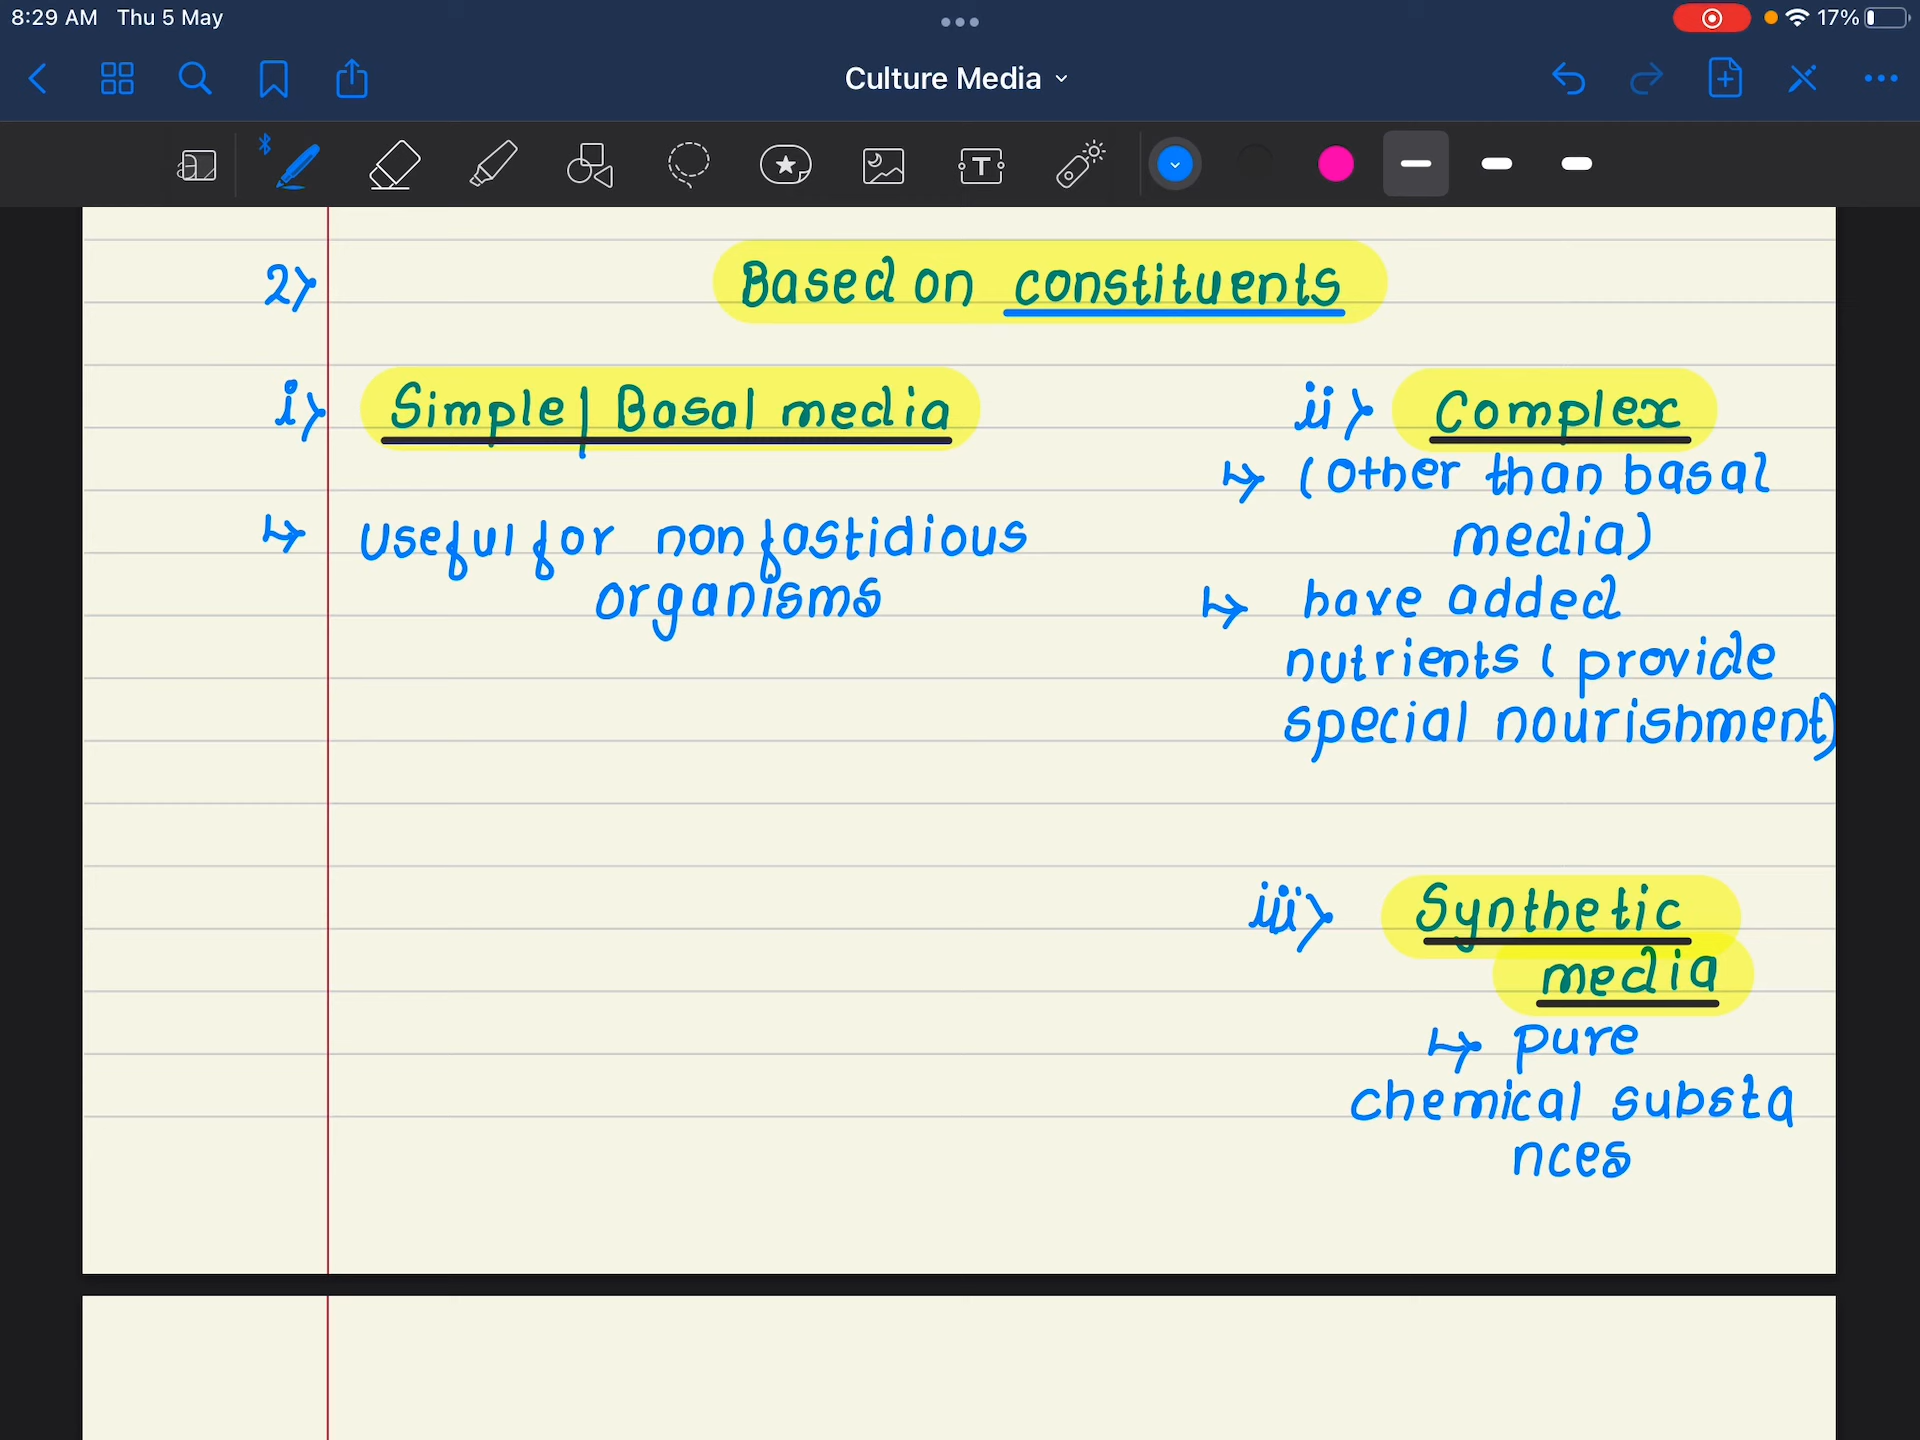 8:29 AM Thu 5 May
17%
Culture Media
T
2) Based on constituents
i) Simple | Basal media
↳ useful for non fastidious
organisms
ii) Complex
↳ (other than basal
media)
↳ have added
nutrients ( provide
special nourishment)
iii) Synthetic
media
↳ pure
chemical substa
nces